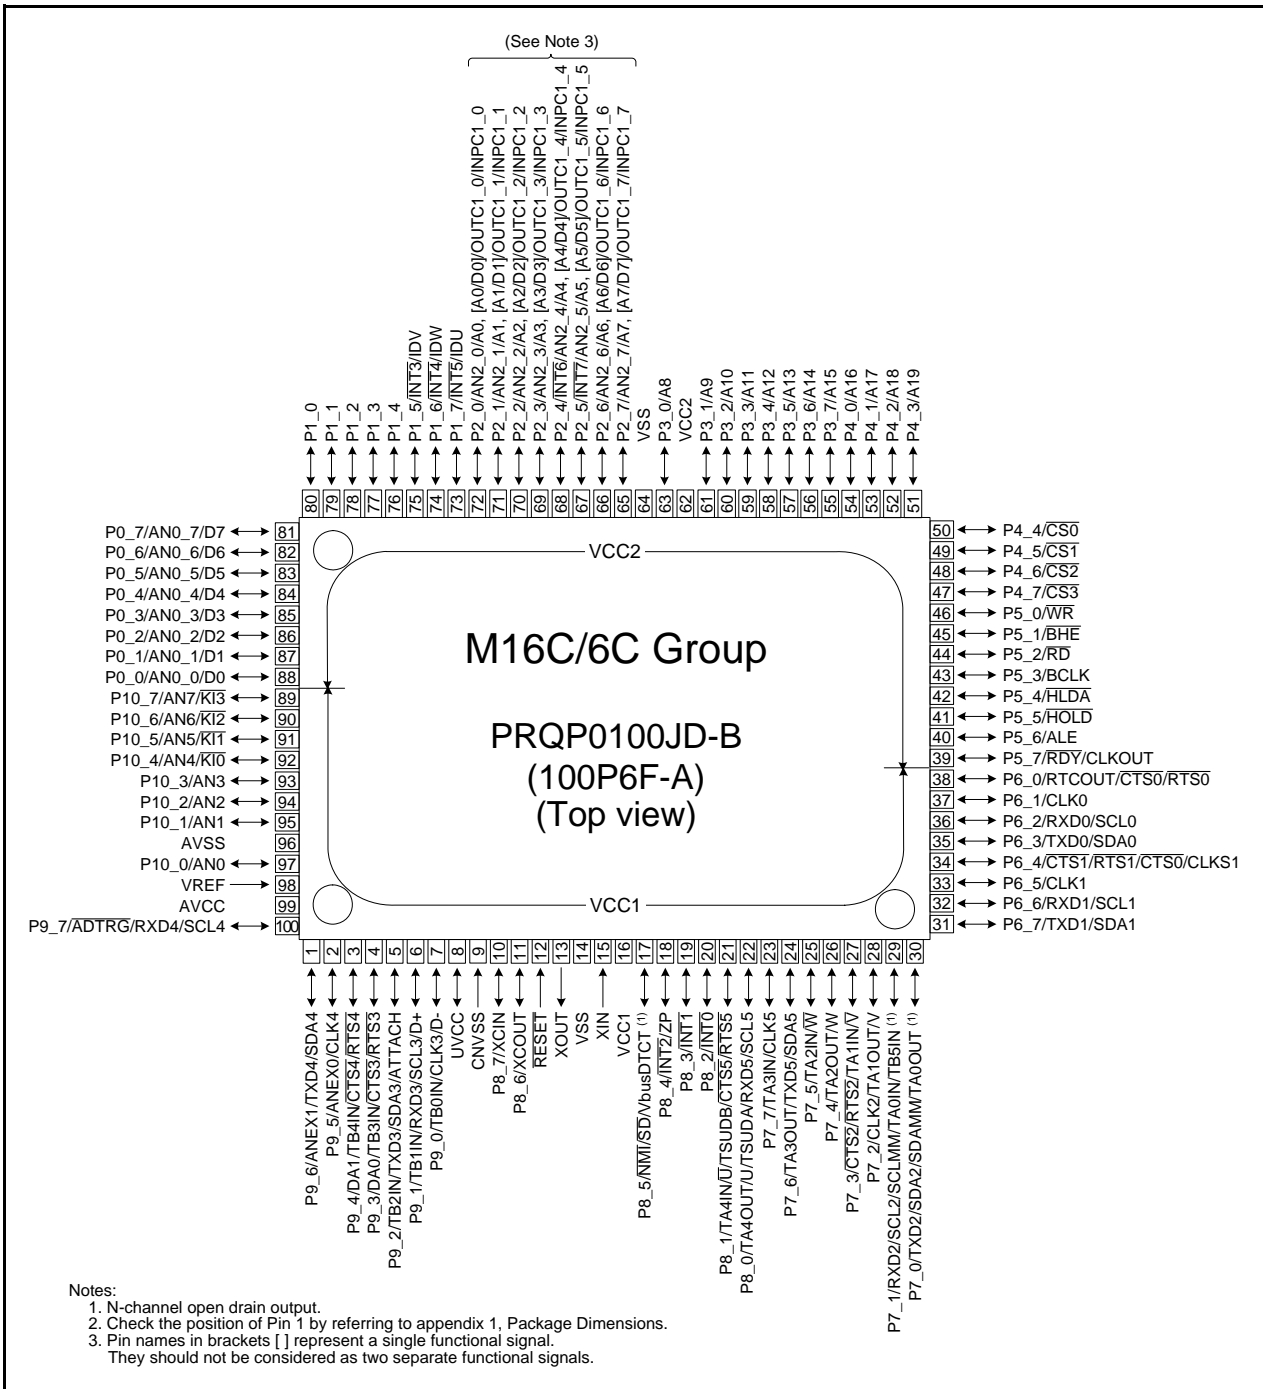 (See Note 3)
P1_0
P1_1
P1_2
P1_3
P1_4
P1_5/INT3/IDV
P1_6/INT4/IDW
P1_7/INT5/IDU
P2_0/AN2_0/A0, [A0/D0]/OUTC1_0/INPC1_0
P2_1/AN2_1/A1, [A1/D1]/OUTC1_1/INPC1_1
P2_2/AN2_2/A2, [A2/D2]/OUTC1_2/INPC1_2
P2_3/AN2_3/A3, [A3/D3]/OUTC1_3/INPC1_3
P2_4/INT6/AN2_4/A4, [A4/D4]/OUTC1_4/INPC1_4
P2_5/INT7/AN2_5/A5, [A5/D5]/OUTC1_5/INPC1_5
P2_6/AN2_6/A6, [A6/D6]/OUTC1_6/INPC1_6
P2_7/AN2_7/A7, [A7/D7]/OUTC1_7/INPC1_7
VSS
P3_0/A8
VCC2
P3_1/A9
P3_2/A10
P3_3/A11
P3_4/A12
P3_5/A13
P3_6/A14
P3_7/A15
P4_0/A16
P4_1/A17
P4_2/A18
P4_3/A19
80 79 78 77 76 75 74 73 72 71 70 69 68 67 66 65 64 63 62 61 60 59 58 57 56 55 54 53 52 51
P0_7/AN0_7/D7 81
P0_6/AN0_6/D6 82
P0_5/AN0_5/D5 83
P0_4/AN0_4/D4 84
P0_3/AN0_3/D3 85
P0_2/AN0_2/D2 86
P0_1/AN0_1/D1 87
P0_0/AN0_0/D0 88
P10_7/AN7/KI3 89
P10_6/AN6/KI2 90
P10_5/AN5/KI1 91
P10_4/AN4/KI0 92
P10_3/AN3 93
P10_2/AN2 94
P10_1/AN1 95
AVSS 96
P10_0/AN0 97
VREF 98
AVCC 99
P9_7/ADTRG/RXD4/SCL4 100
VCC2
M16C/6C Group
PRQP0100JD-B
(100P6F-A)
(Top view)
VCC1
50 P4_4/CS0
49 P4_5/CS1
48 P4_6/CS2
47 P4_7/CS3
46 P5_0/WR
45 P5_1/BHE
44 P5_2/RD
43 P5_3/BCLK
42 P5_4/HLDA
41 P5_5/HOLD
40 P5_6/ALE
39 P5_7/RDY/CLKOUT
38 P6_0/RTCOUT/CTS0/RTS0
37 P6_1/CLK0
36 P6_2/RXD0/SCL0
35 P6_3/TXD0/SDA0
34 P6_4/CTS1/RTS1/CTS0/CLKS1
33 P6_5/CLK1
32 P6_6/RXD1/SCL1
31 P6_7/TXD1/SDA1
1 2 3 4 5 6 7 8 9 10 11 12 13 14 15 16 17 18 19 20 21 22 23 24 25 26 27 28 29 30
P9_6/ANEX1/TXD4/SDA4
P9_5/ANEX0/CLK4
P9_4/DA1/TB4IN/CTS4/RTS4
P9_3/DA0/TB3IN/CTS3/RTS3
P9_2/TB2IN/TXD3/SDA3/ATTACH
P9_1/TB1IN/RXD3/SCL3/D+
P9_0/TB0IN/CLK3/D-
UVCC
CNVSS
P8_7/XCIN
P8_6/XCOUT
RESET
XOUT
VSS
XIN
VCC1
P8_5/NMI/SD/VbusDTCT (1)
P8_4/INT2/ZP
P8_3/INT1
P8_2/INT0
P8_1/TA4IN/U/TSUDB/CTS5/RTS5
P8_0/TA4OUT/U/TSUDA/RXD5/SCL5
P7_7/TA3IN/CLK5
P7_6/TA3OUT/TXD5/SDA5
P7_5/TA2IN/W
P7_4/TA2OUT/W
P7_3/CTS2/RTS2/TA1IN/V
P7_2/CLK2/TA1OUT/V
P7_1/RXD2/SCL2/SCLMM/TA0IN/TB5IN (1)
P7_0/TXD2/SDA2/SDAMM/TA0OUT (1)
Notes:
1. N-channel open drain output.
2. Check the position of Pin 1 by referring to appendix 1, Package Dimensions.
3. Pin names in brackets [ ] represent a single functional signal.
They should not be considered as two separate functional signals.